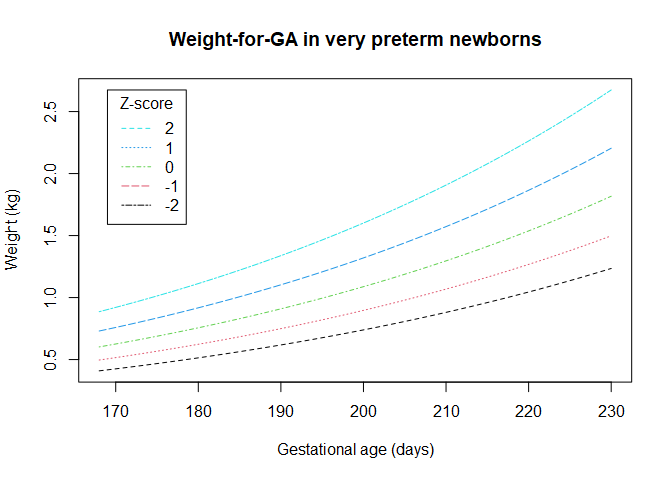 Weight-for-GA in very preterm newborns
Z-score
2
1
0
-1
-2
Weight (kg)
2.5
2.0
1.5
1.0
0.5
170 180 190 200 210 220 230
Gestational age (days)